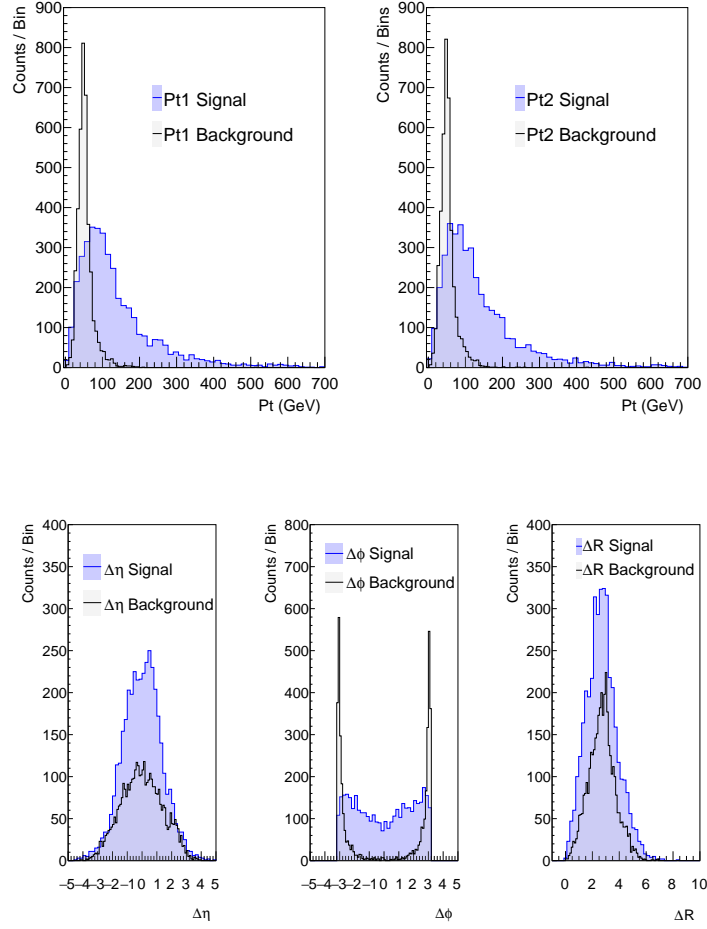 Counts / Bin
900
800
700
600
500
400
300
200
100
0
Pt1 Signal
Pt1 Background
0 100 200 300 400 500 600 700
Pt (GeV)
Counts / Bins
900
800
700
600
500
400
300
200
100
0
Pt2 Signal
Pt2 Background
0 100 200 300 400 500 600 700
Pt (GeV)
Counts / Bin
400
350
300
250
200
150
100
50
0
Δη Signal
Δη Background
−5−4−3−2−10 1 2 3 4 5
Δη
Counts / Bin
800
700
600
500
400
300
200
100
0
Δϕ Signal
Δϕ Background
−5−4−3−2−10 1 2 3 4 5
Δϕ
Counts / Bin
400
350
300
250
200
150
100
50
0
ΔR Signal
ΔR Background
0 2 4 6 8 10
ΔR